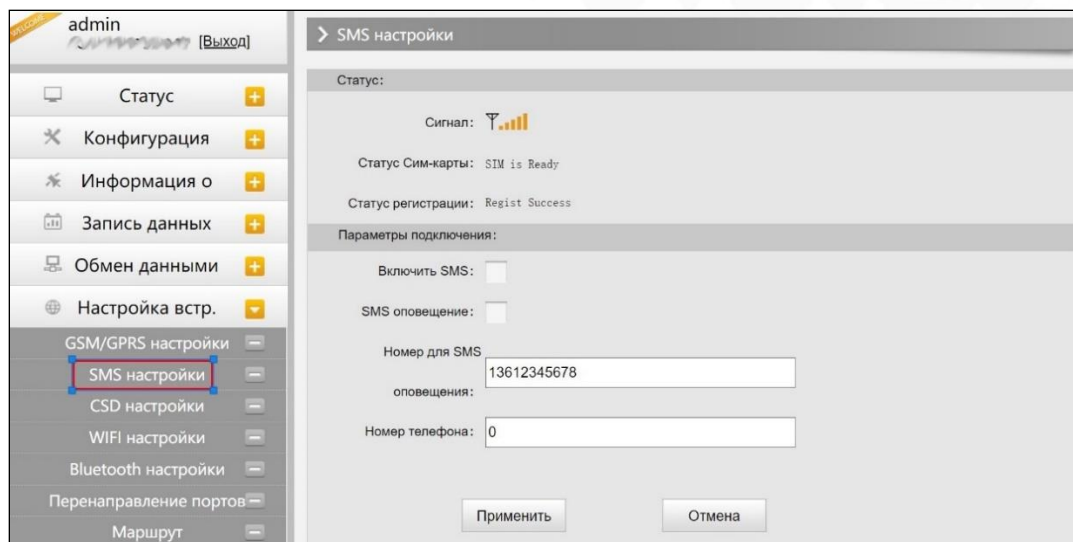 WELCOME
admin
[Выход]
Статус
Конфигурация
Информация о
Запись данных
Обмен данными
Настройка встр.
GSM/GPRS настройки
SMS настройки
CSD настройки
WIFI настройки
Bluetooth настройки
Перенаправление портов
Маршрут
SMS настройки
Статус:
Сигнал:
Статус Сим-карты: SIM is Ready
Статус регистрации: Regist Success
Параметры подключения:
Включить SMS:
SMS оповещение:
Номер для SMS
оповещения: 13612345678
Номер телефона: 0
Применить Отмена